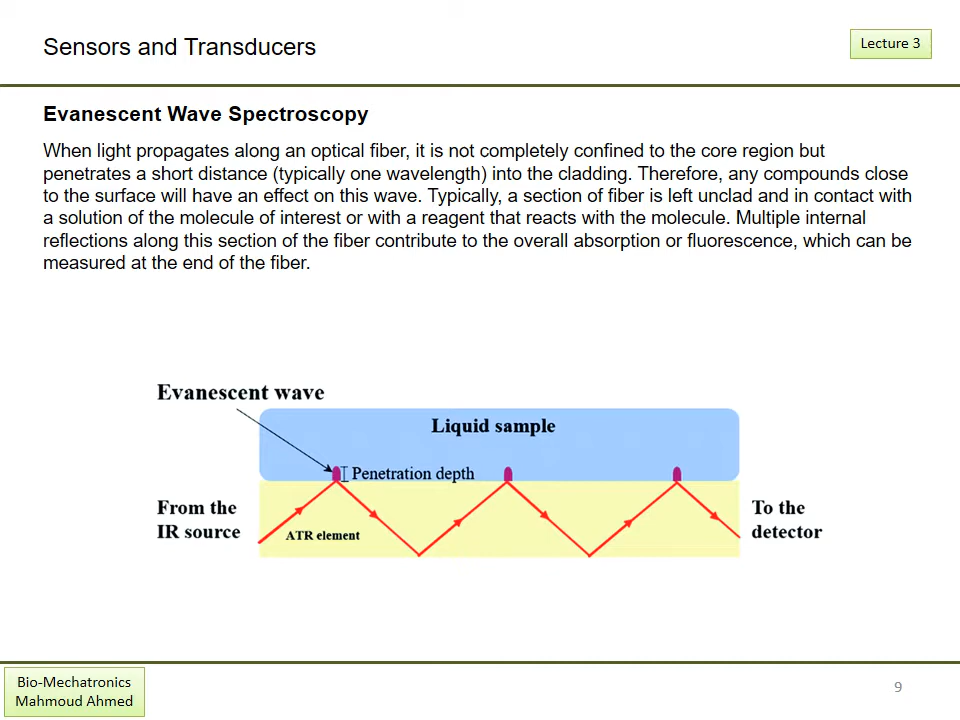 Sensors and Transducers
Lecture 3
Evanescent Wave Spectroscopy
When light propagates along an optical fiber, it is not completely confined to the core region but
penetrates a short distance (typically one wavelength) into the cladding. Therefore, any compounds close
to the surface will have an effect on this wave. Typically, a section of fiber is left unclad and in contact with
a solution of the molecule of interest or with a reagent that reacts with the molecule. Multiple internal
reflections along this section of the fiber contribute to the overall absorption or fluorescence, which can be
measured at the end of the fiber.
Evanescent wave
Liquid sample
Penetration depth
From the
IR source
ATR element
To the
detector
Bio-Mechatronics
Mahmoud Ahmed
9